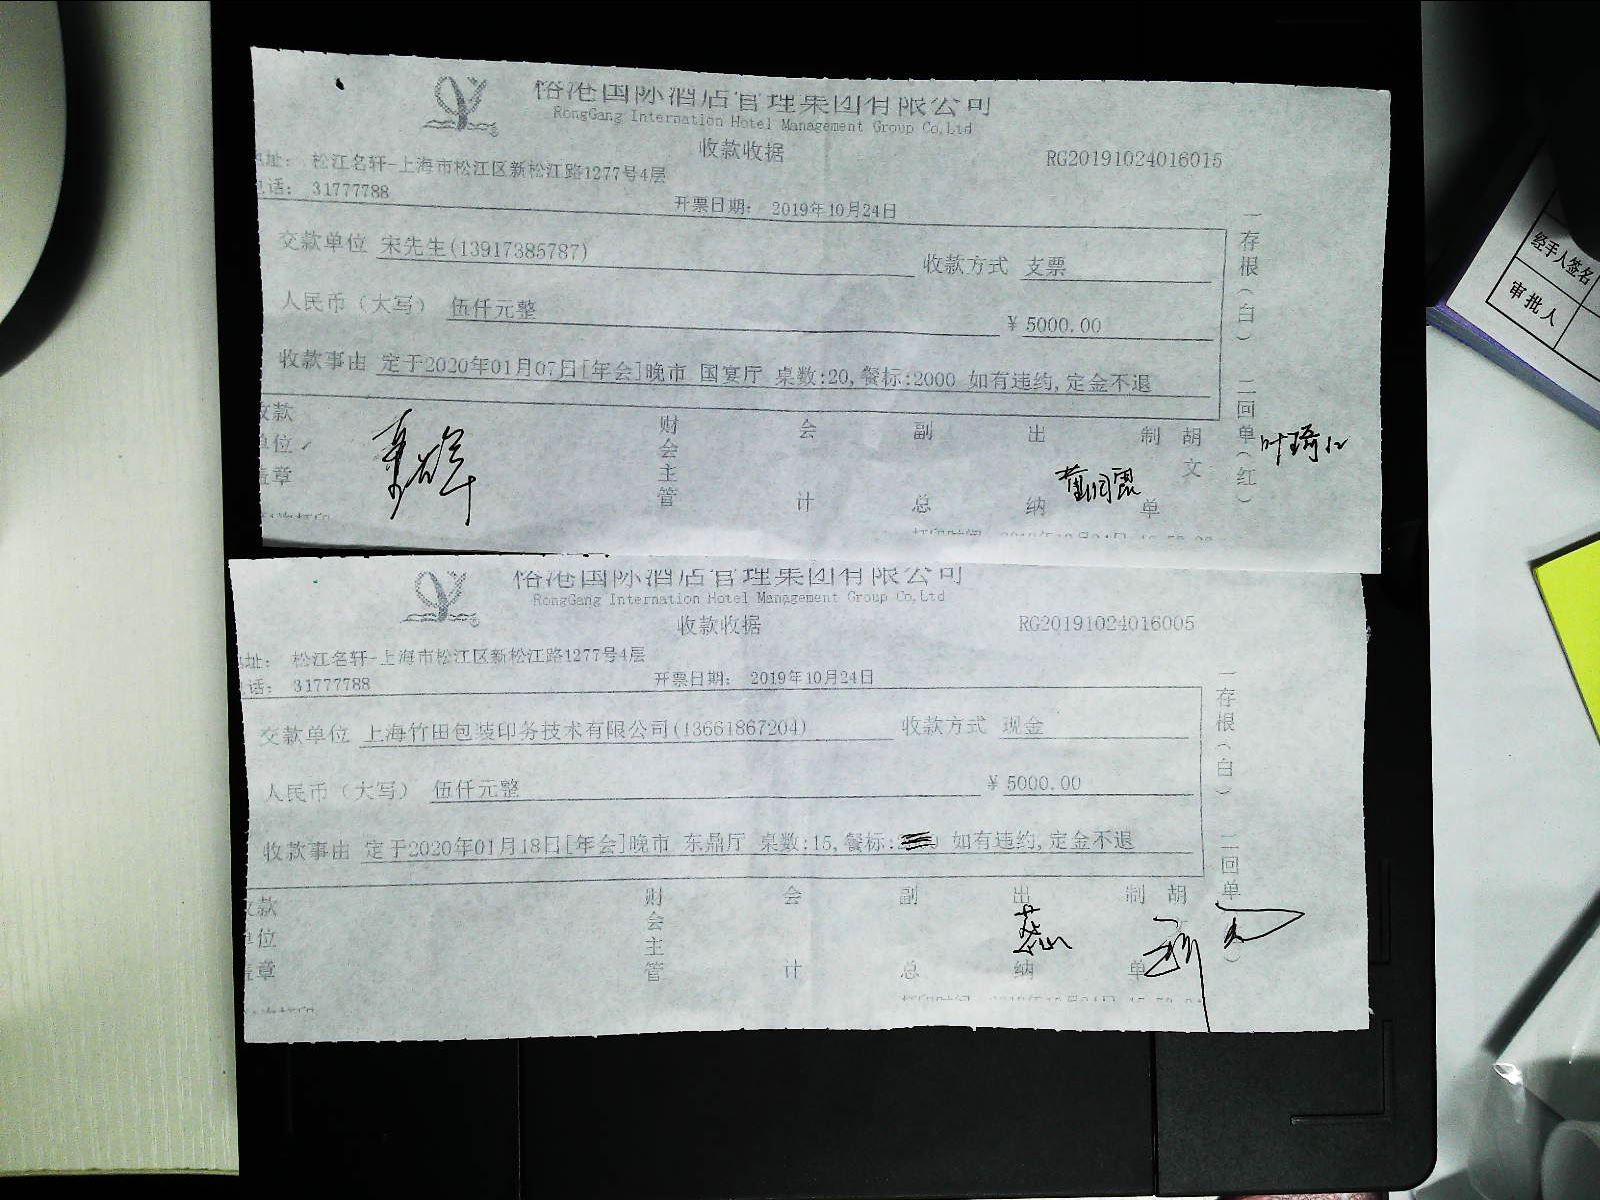 国际酒店管理集团有限公司
RongGang Internation Hotel Management Group Co,Ltd
收款收据
RG20191024016015
地址： 松江名轩-上海市松江区新松江路1277号4层
电话： 31777788
开票日期： 2019年10月24日
交款单位 宋先生(13917385787) 收款方式 支票
人民币（大写） 伍仟元整 ¥ 5000.00
收款事由 定于2020年01月07日[年会]晚市 国宴厅 桌数:20,餐标:2000 如有违约,定金不退
收款单位盖章 财会主管 会计 副总 出纳 制单 胡文
一存根（白） 二回单（红）
国际酒店管理集团有限公司
RongGang Internation Hotel Management Group Co,Ltd
收款收据
RG20191024016005
地址： 松江名轩-上海市松江区新松江路1277号4层
电话： 31777788
开票日期： 2019年10月24日
交款单位 上海竹田包装印务技术有限公司(13661867204) 收款方式 现金
人民币（大写） 伍仟元整 ¥ 5000.00
收款事由 定于2020年01月18日[年会]晚市 东鼎厅 桌数:15,餐标: 如有违约,定金不退
收款单位盖章 财会主管 会计 副总 出纳 制单 胡
一存根（白） 二回单
经手人签名
审批人